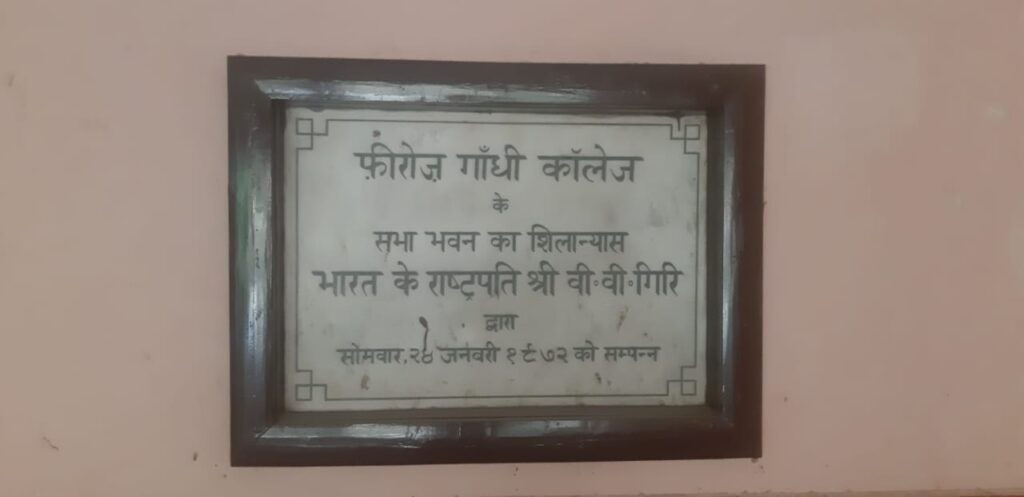 फ़ीरोज़ गाँधी कॉलेज
के
सभा भवन का शिलान्यास
भारत के राष्ट्रपति श्री वी॰वी॰गिरि
द्वारा
सोमवार,२४ जनवरी १९७२ को सम्पन्न